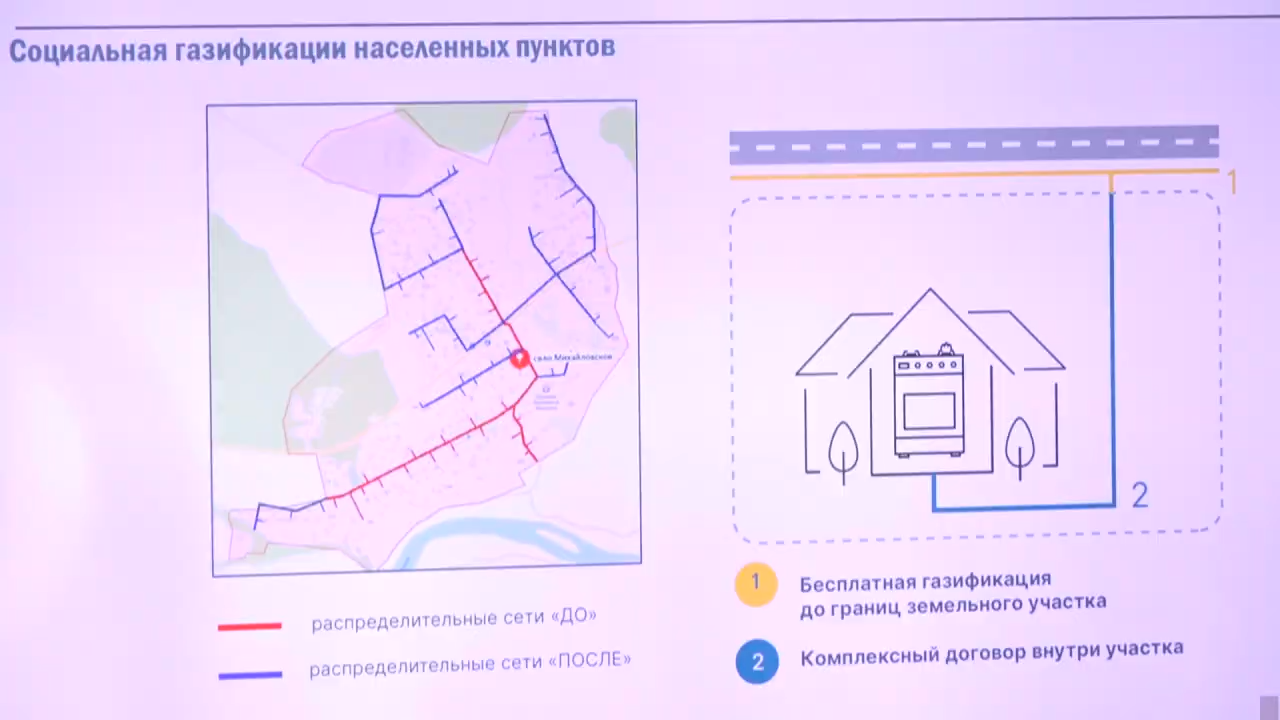 Социальная газификации населенных пунктов
село Михайловское
1
2
распределительные сети «ДО»
распределительные сети «ПОСЛЕ»
1
Бесплатная газификация
до границ земельного участка
2
Комплексный договор внутри участка